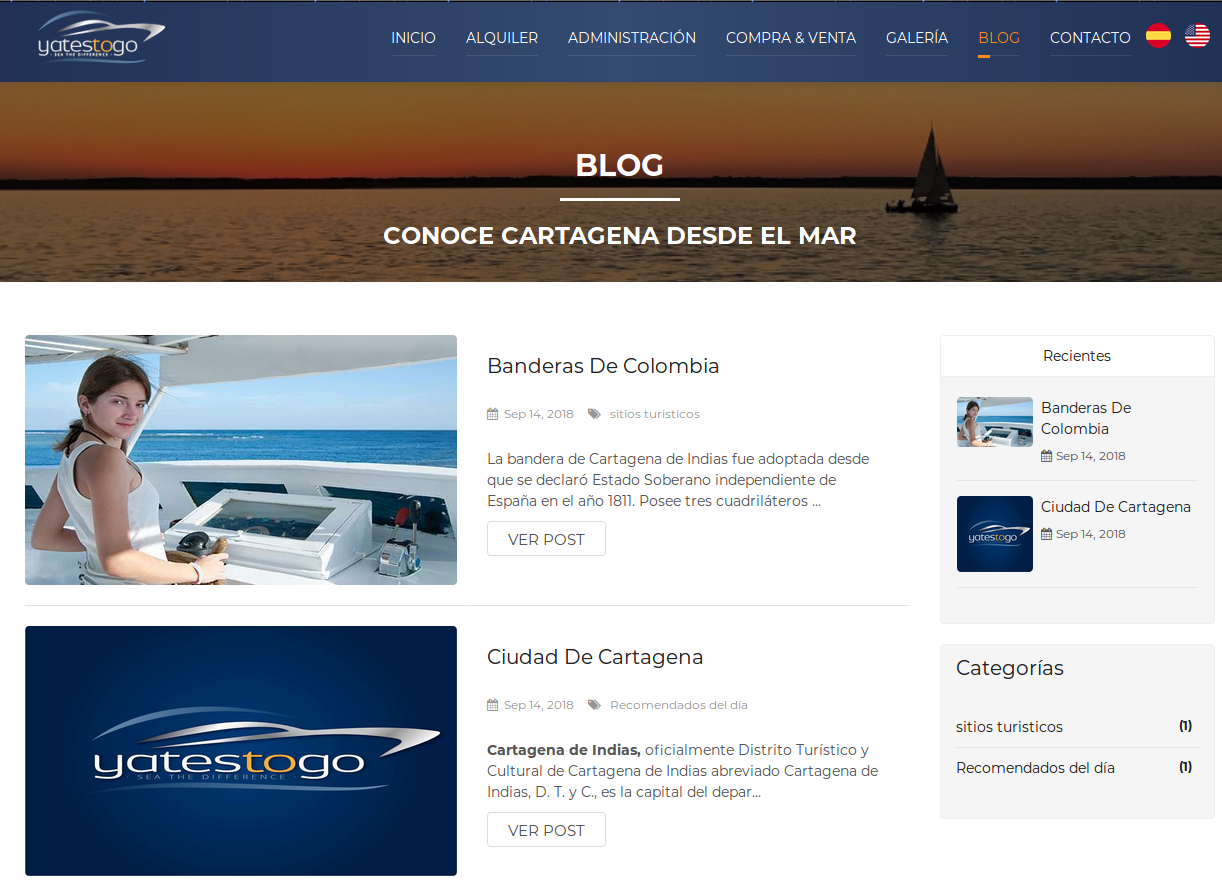 yatestogo
SEA THE DIFFERENCE
INICIO
ALQUILER
ADMINISTRACIÓN
COMPRA & VENTA
GALERÍA
BLOG
CONTACTO
BLOG
CONOCE CARTAGENA DESDE EL MAR
Banderas De Colombia
Sep 14, 2018 sitios turisticos
La bandera de Cartagena de Indias fue adoptada desde
que se declaró Estado Soberano independiente de
España en el año 1811. Posee tres cuadriláteros ...
VER POST
yatestogo
· SEA THE DIFFERENCE ·
Ciudad De Cartagena
Sep 14, 2018 Recomendados del día
Cartagena de Indias, oficialmente Distrito Turístico y
Cultural de Cartagena de Indias abreviado Cartagena de
Indias, D. T. y C., es la capital del depar...
VER POST
Recientes
Banderas De
Colombia
Sep 14, 2018
yatestogo
Ciudad De Cartagena
Sep 14, 2018
Categorías
sitios turisticos (1)
Recomendados del día (1)